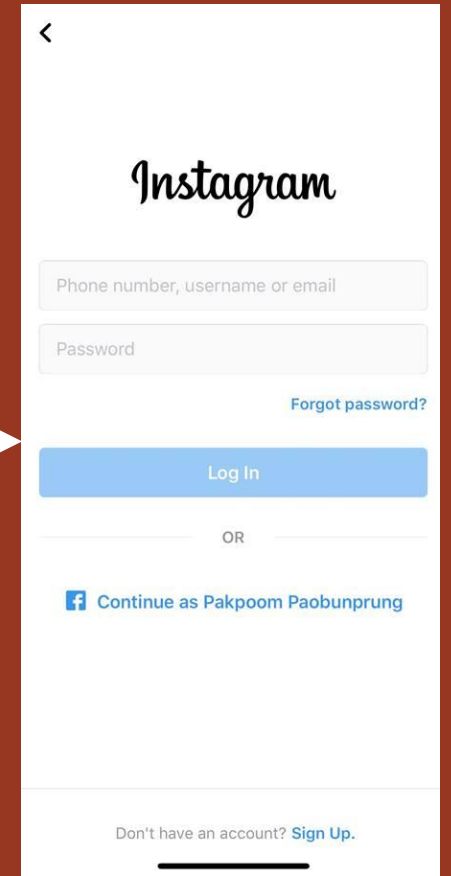 Instagram
Phone number, username or email
Password
Forgot password?
Log In
OR
Continue as Pakpoom Paobunprung
Don't have an account? Sign Up.